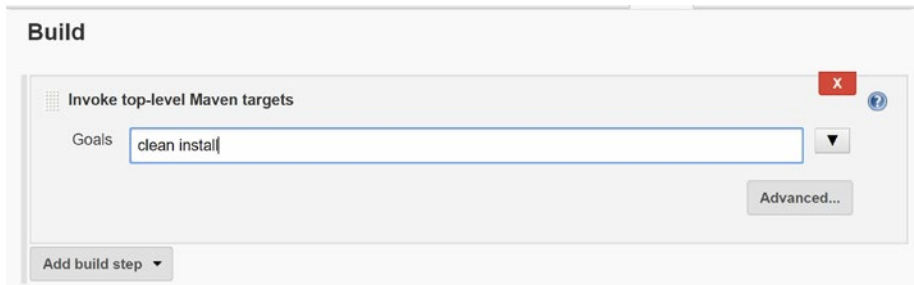 Build
X
Invoke top-level Maven targets
?
Goals
clean install
▼
Advanced...
Add build step ▼